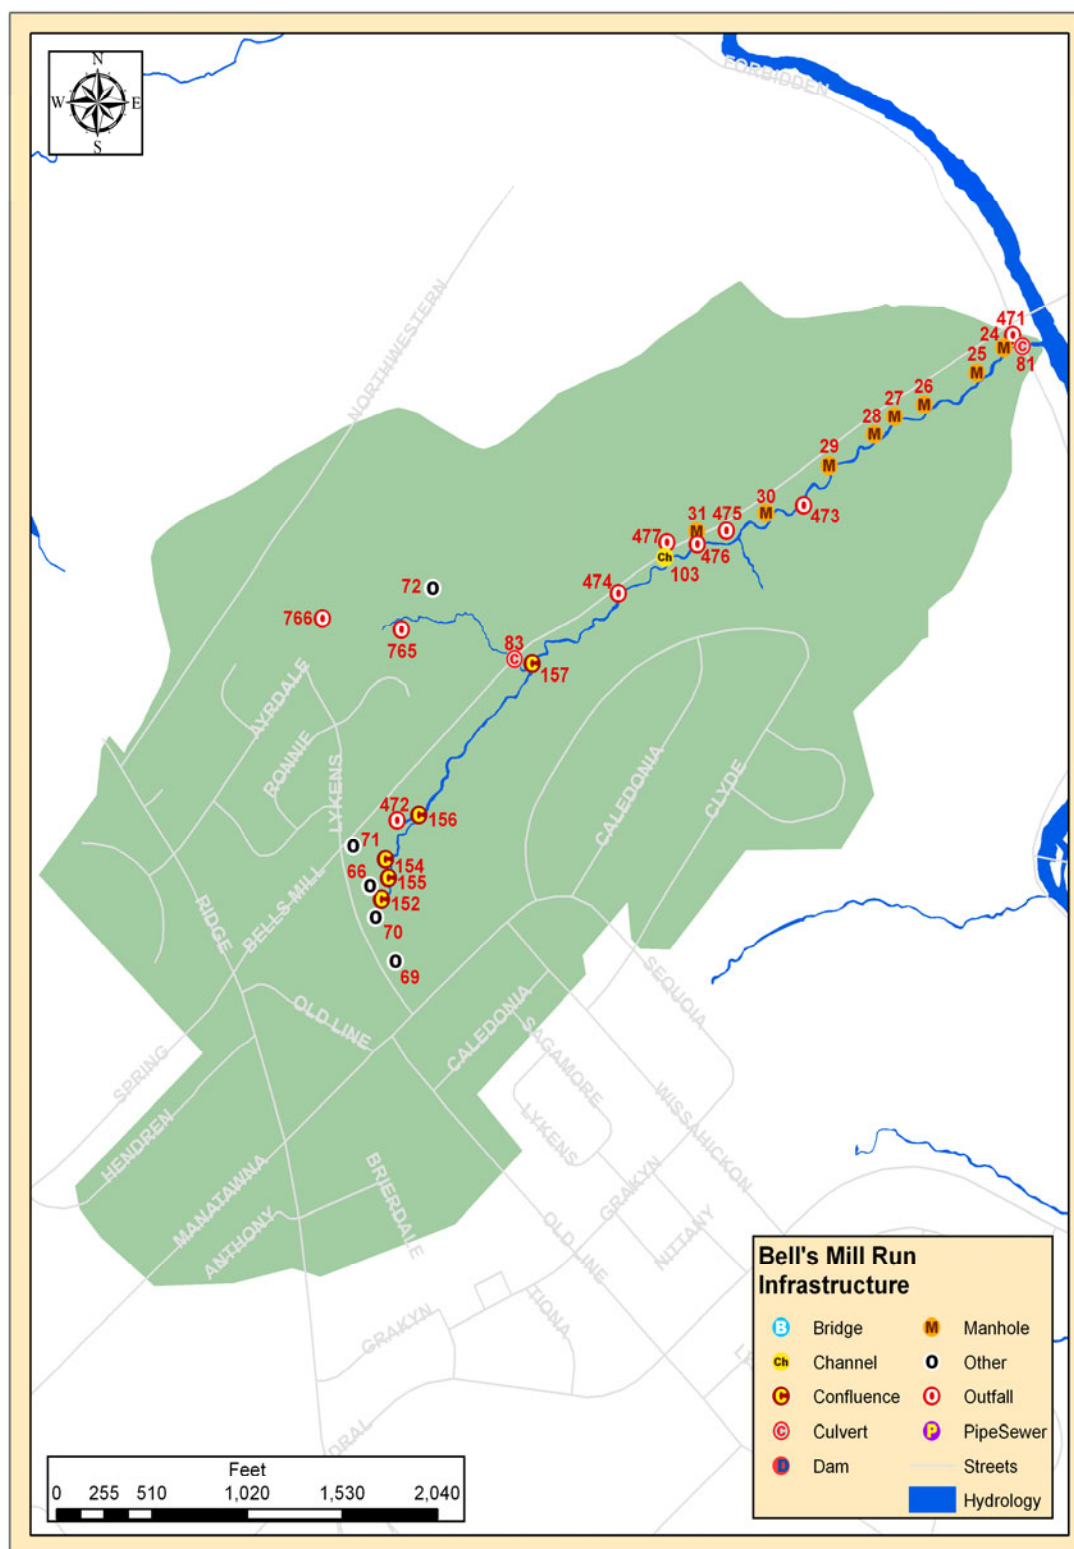 N
W E
S
FORBIDDEN
NORTHWESTERN
471
24
M
O
C
81
25
M
26
M
27
M
28
M
29
M
30
M
473
O
31
M
475
O
477
O
476
O
Ch
103
474
O
72 O
766 O
O
765
83
C
C
157
AYRDALE
RONNIE
LYKENS
CALEDONIA
CLYDE
472
O
C
156
O
71
C
154
66
O
C
155
C
152
O
70
O
69
RIDGE
BELLS MILL
OLD LINE
SPRING
HENDREN
MANATAWNA
ANTHONY
BRIERDALE
CALEDONIA
SAGAMORE
LYKENS
SEQUOIA
WISSAHICKON
GRAKYN
NITTANY
OLD LINE
TIONA
GRAKYN
DRAL
Bell's Mill Run
Infrastructure
B Bridge
M Manhole
Ch Channel
O Other
C Confluence
O Outfall
C Culvert
P PipeSewer
D Dam
Streets
Hydrology
Feet
0 255 510 1,020 1,530 2,040